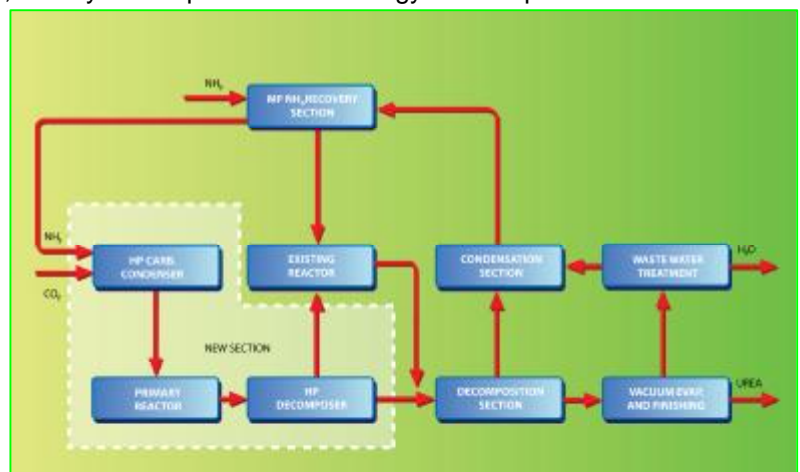 NH₃
MP NH₃ RECOVERY
SECTION
NH₃
HP CARB
CONDENSER
CO₂
EXISTING
REACTOR
CONDENSATION
SECTION
WASTE WATER
TREATMENT
H₂O
NEW SECTION
PRIMARY
REACTOR
HP
DECOMPOSER
DECOMPOSITION
SECTION
VACUUM EVAP.
AND FINISHING
UREA